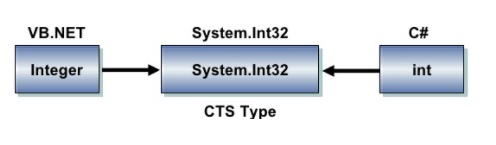 VB.NET System.Int32 C#
Integer System.Int32 int
CTS Type